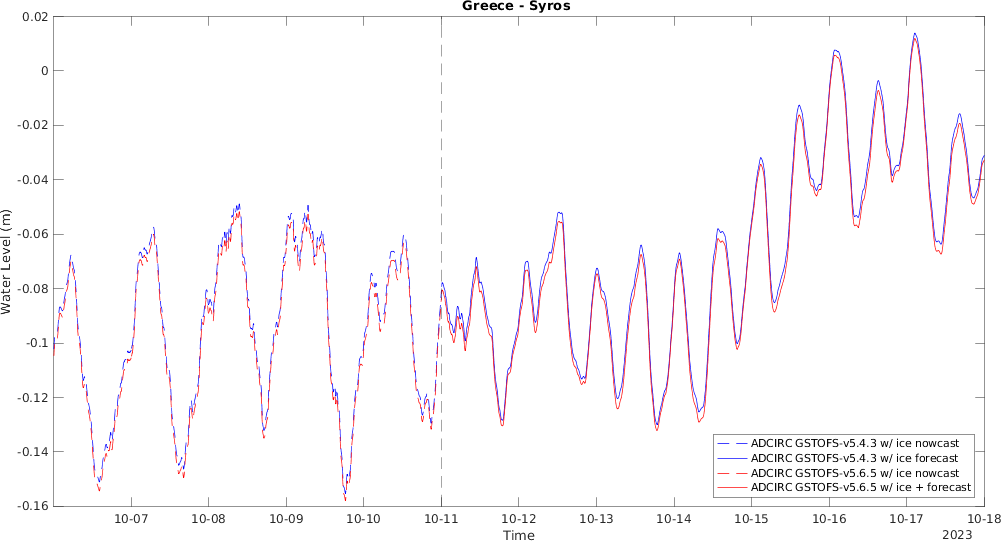 Greece - Syros
0.02
0
-0.02
-0.04
-0.06
-0.08
-0.1
-0.12
-0.14
-0.16
Water Level (m)
10-07 10-08 10-09 10-10 10-11 10-12 10-13 10-14 10-15 10-16 10-17 10-18
Time
2023
ADCIRC GSTOFS-v5.4.3 w/ ice nowcast
ADCIRC GSTOFS-v5.4.3 w/ ice forecast
ADCIRC GSTOFS-v5.6.5 w/ ice nowcast
ADCIRC GSTOFS-v5.6.5 w/ ice + forecast